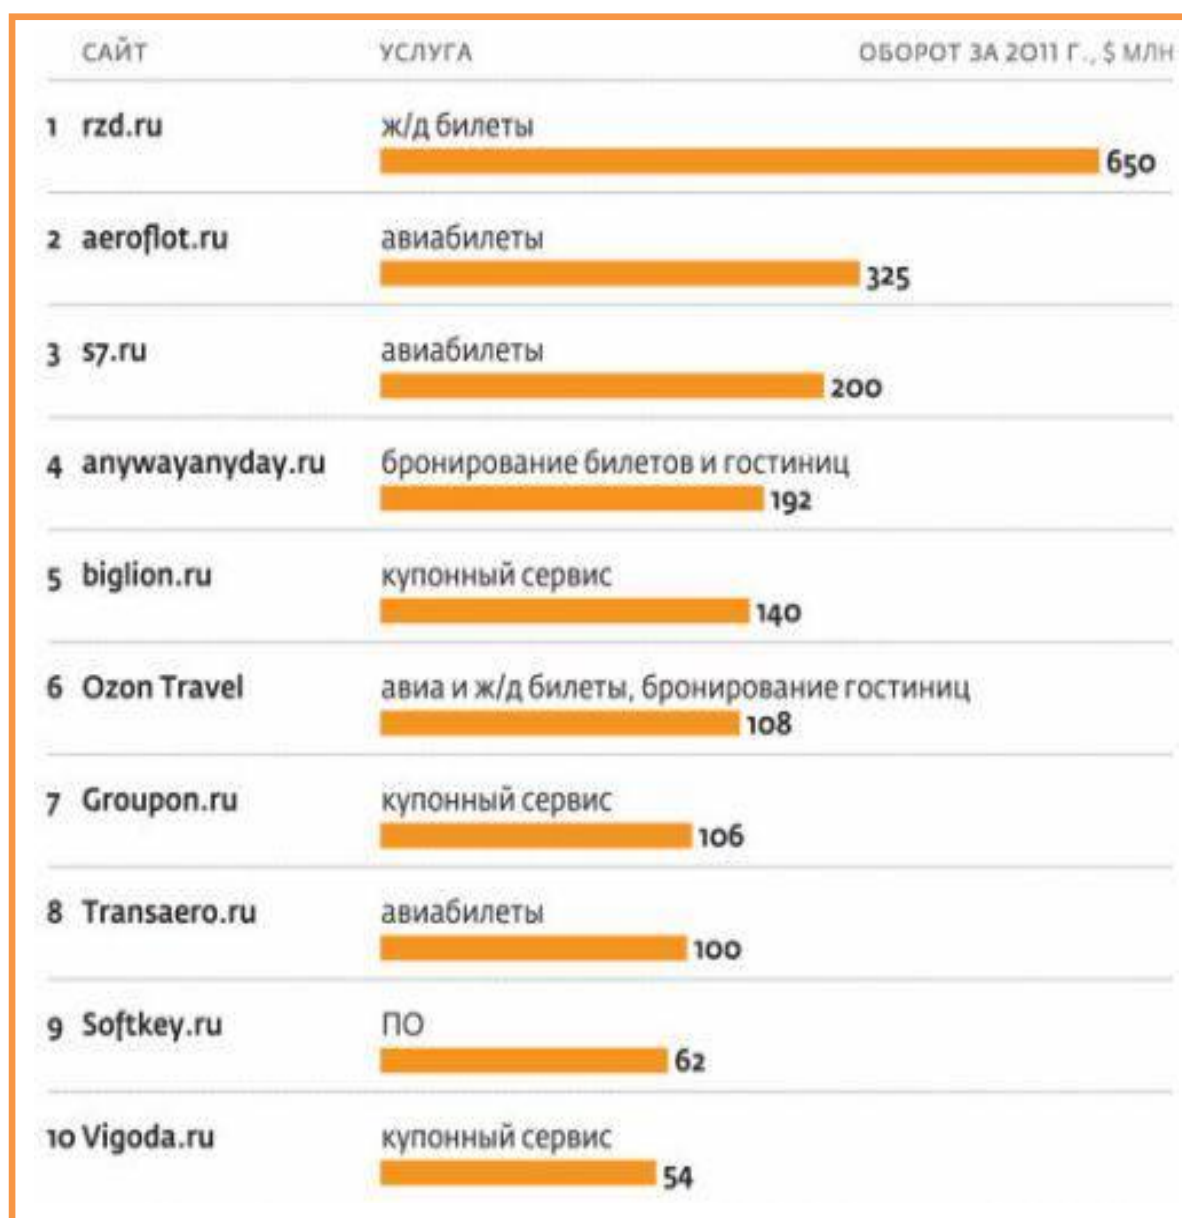 САЙТ УСЛУГА ОБОРОТ ЗА 2011 Г., $ МЛН
1 rzd.ru ж/д билеты
650
2 aeroflot.ru авиабилеты
325
3 s7.ru авиабилеты
200
4 anywayanyday.ru бронирование билетов и гостиниц
192
5 biglion.ru купонный сервис
140
6 Ozon Travel авиа и ж/д билеты, бронирование гостиниц
108
7 Groupon.ru купонный сервис
106
8 Transaero.ru авиабилеты
100
9 Softkey.ru ПО
62
10 Vigoda.ru купонный сервис
54